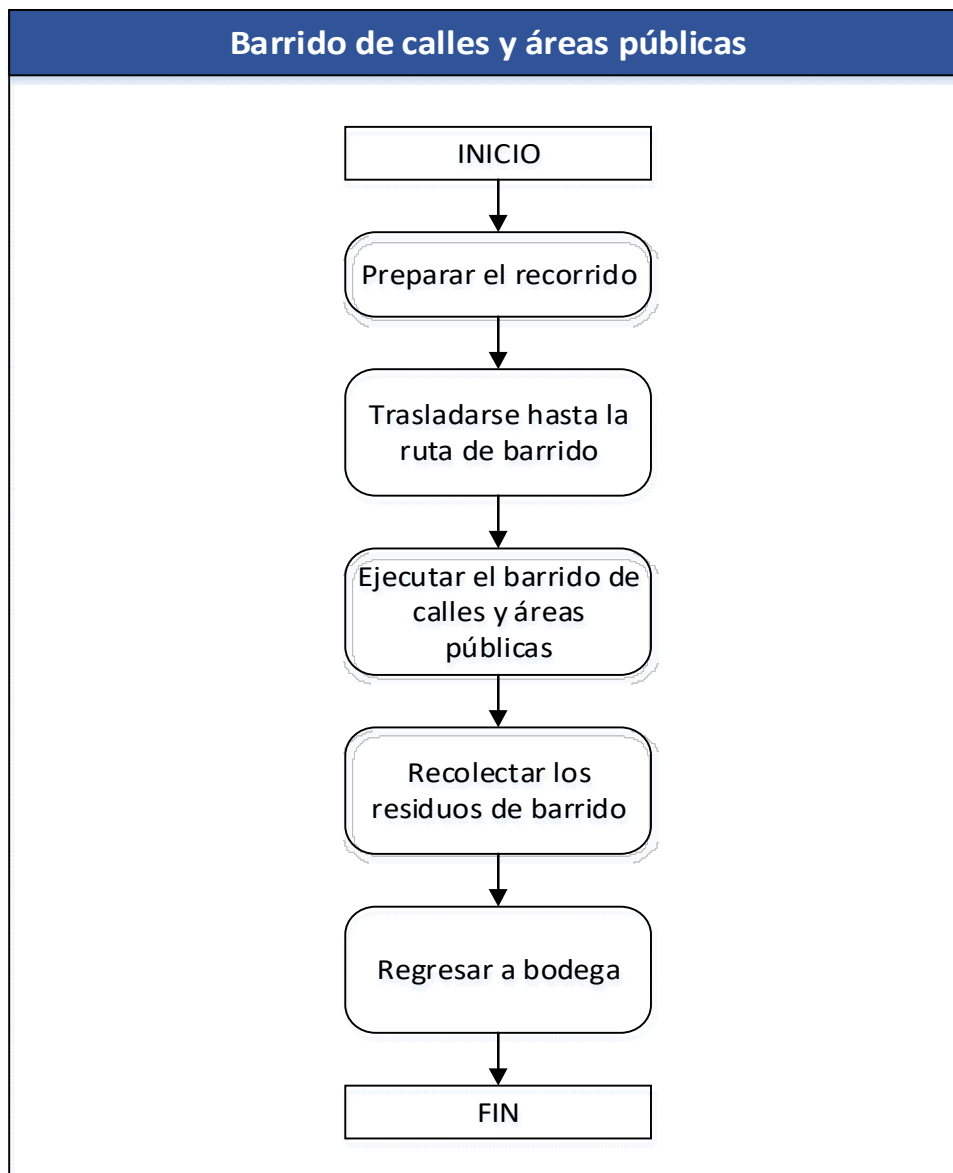 Barrido de calles y áreas públicas
INICIO
Preparar el recorrido
Trasladarse hasta la
ruta de barrido
Ejecutar el barrido de
calles y áreas
públicas
Recolectar los
residuos de barrido
Regresar a bodega
FIN